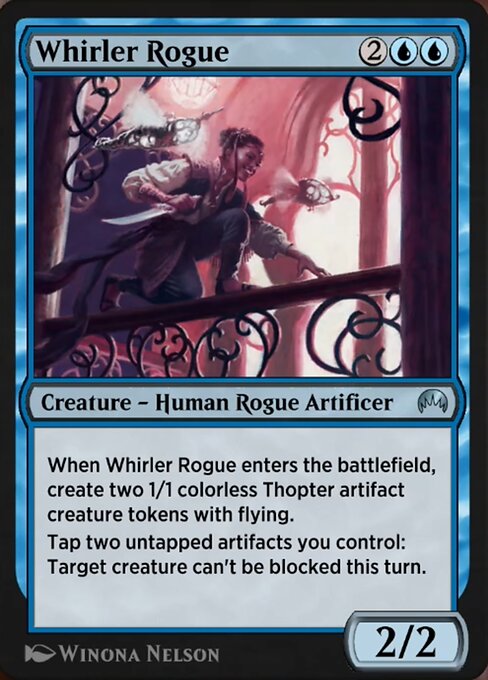 Whirler Rogue 2
Creature – Human Rogue Artificer
When Whirler Rogue enters the battlefield,
create two 1/1 colorless Thopter artifact
creature tokens with flying.
Tap two untapped artifacts you control:
Target creature can't be blocked this turn.
2/2
Winona Nelson